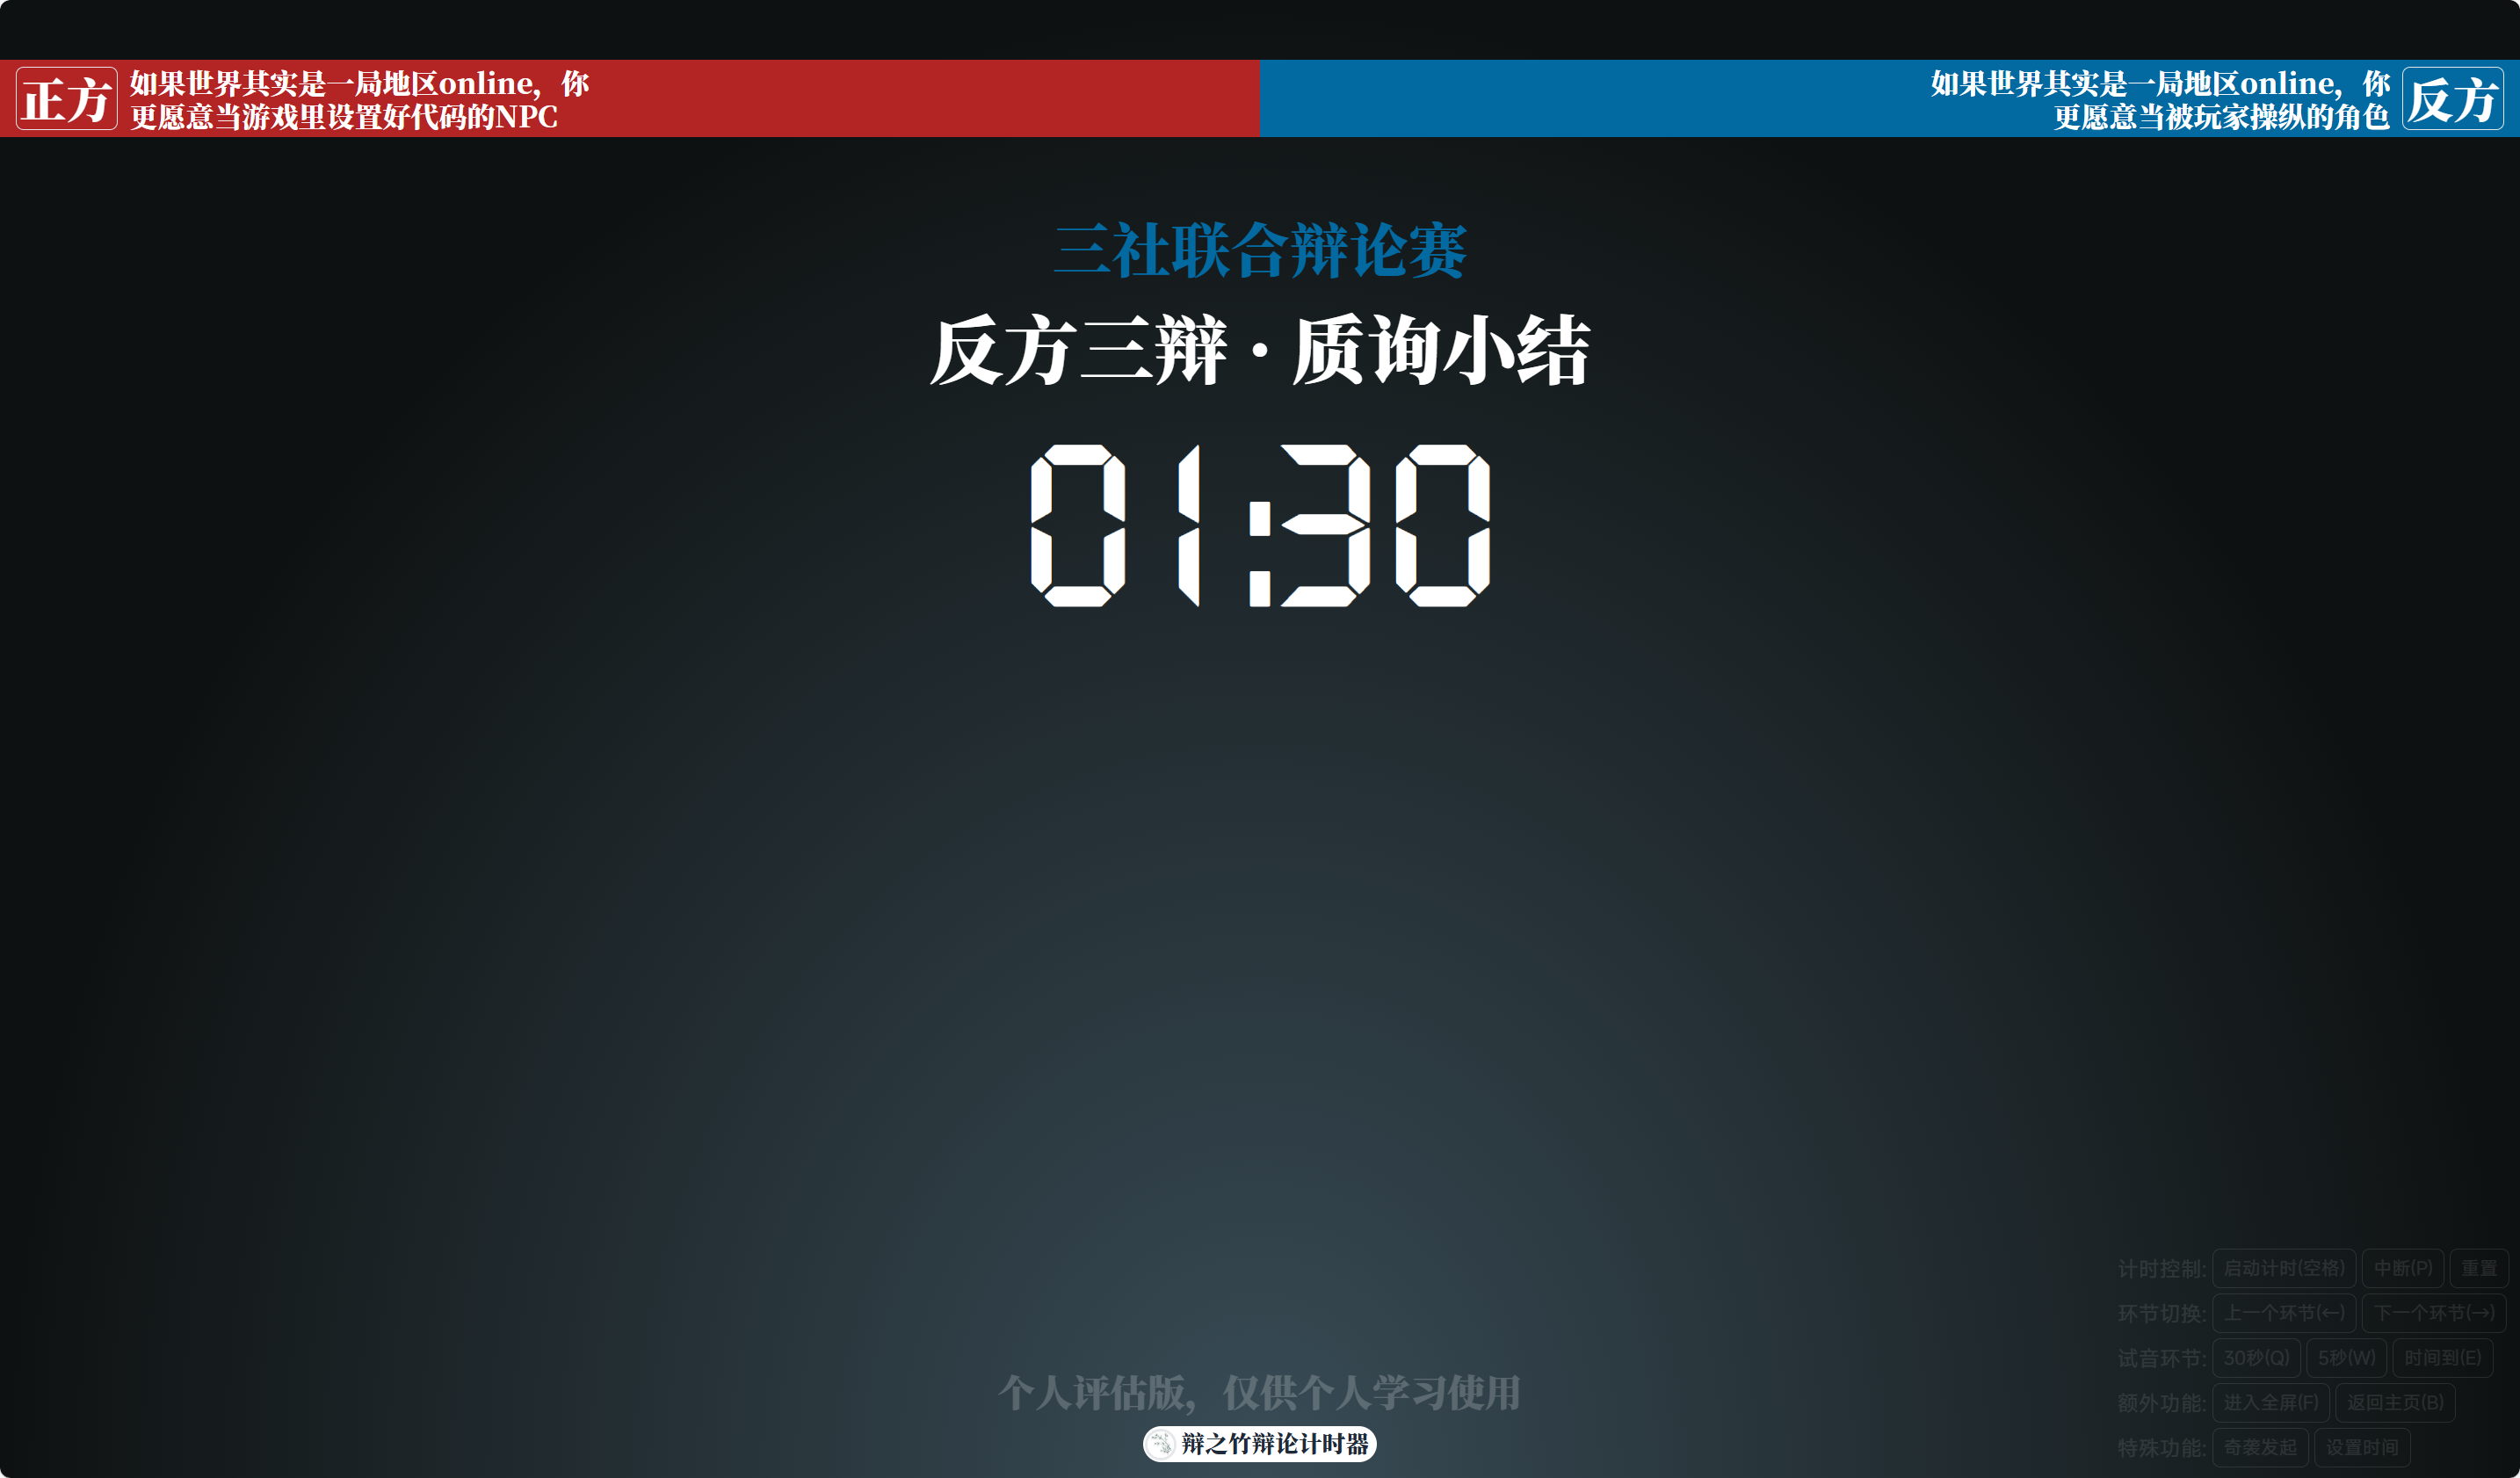 正方
如果世界其实是一局地区online，你
更愿意当游戏里设置好代码的NPC
如果世界其实是一局地区online，你
更愿意当被玩家操纵的角色
反方
三社联合辩论赛
反方三辩 · 质询小结
01:30
计时控制: 启动计时(空格) 中断(P) 重置
环节切换: 上一个环节(←) 下一个环节(→)
试音环节: 30秒(Q) 5秒(W) 时间到(E)
额外功能: 进入全屏(F) 返回主页(B)
特殊功能: 奇袭发起 设置时间
个人评估版，仅供个人学习使用
辩之竹辩论计时器